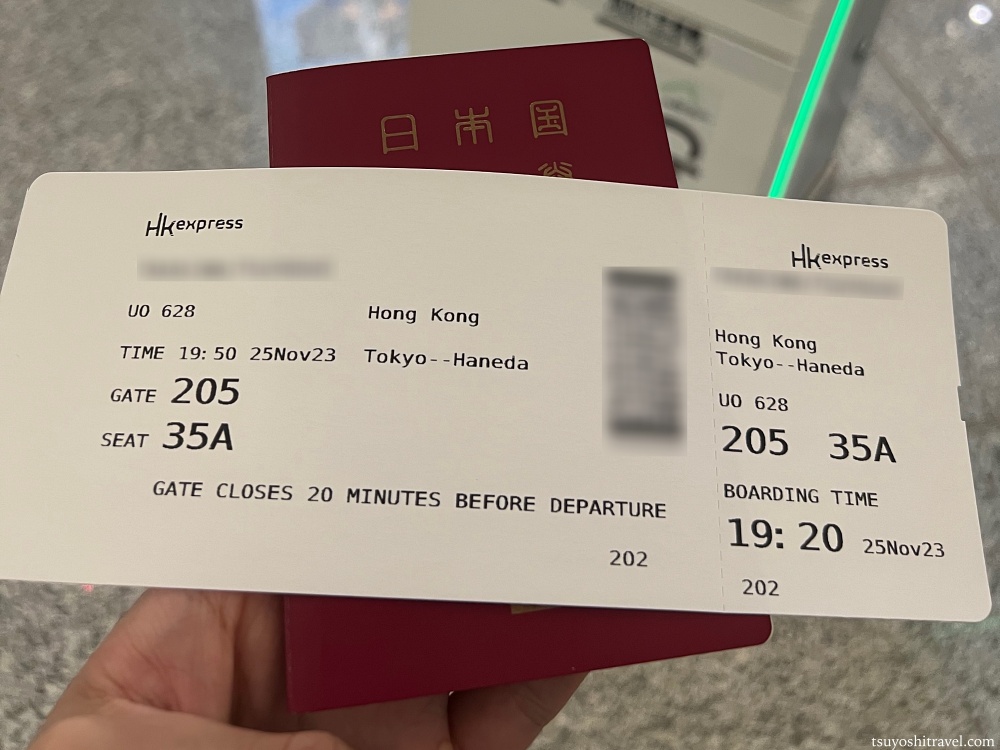 日本国
HKexpress
UO 628
Hong Kong
TIME 19:50 25Nov23
Tokyo--Haneda
GATE 205
SEAT 35A
GATE CLOSES 20 MINUTES BEFORE DEPARTURE
202
HKexpress
Hong Kong
Tokyo--Haneda
UO 628
205 35A
BOARDING TIME
19:20 25Nov23
202
tsuyoshitravel.com